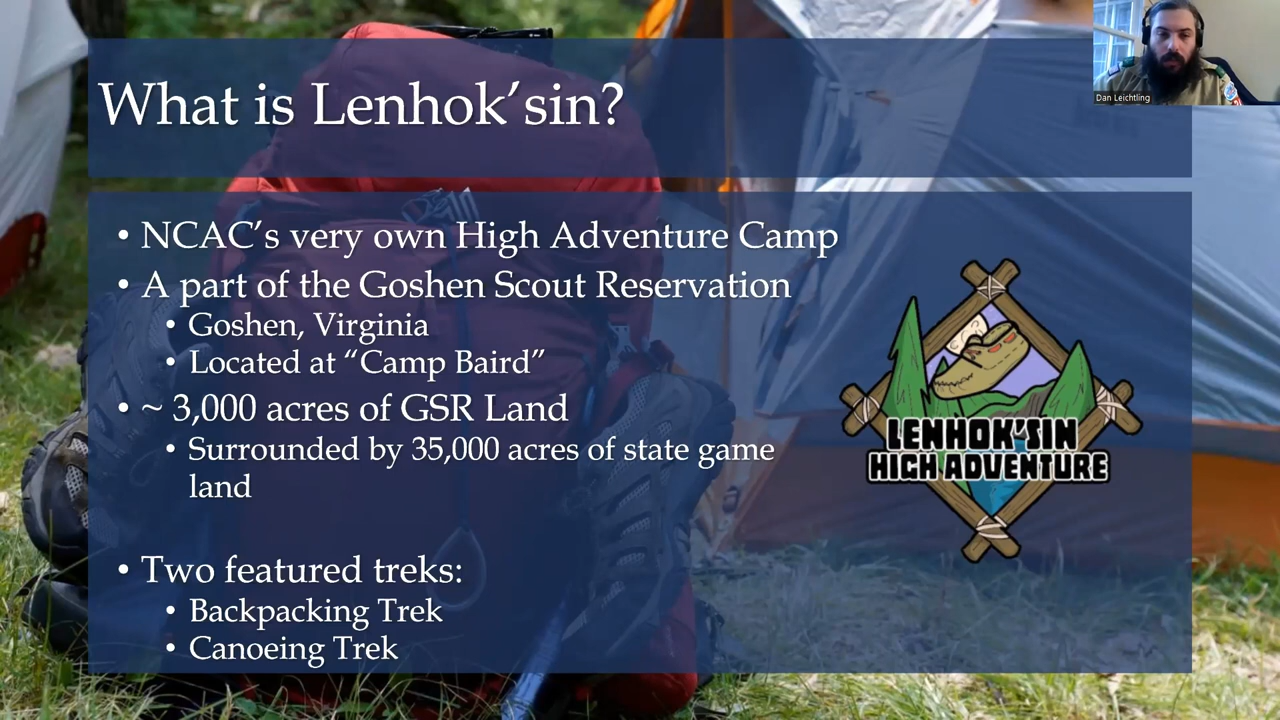 What is Lenhok’sin?
Dan Leichtling
• NCAC’s very own High Adventure Camp
• A part of the Goshen Scout Reservation
• Goshen, Virginia
• Located at “Camp Baird”
• ~ 3,000 acres of GSR Land
• Surrounded by 35,000 acres of state game
land
• Two featured treks:
• Backpacking Trek
• Canoeing Trek
LENHOK’SIN
HIGH ADVENTURE